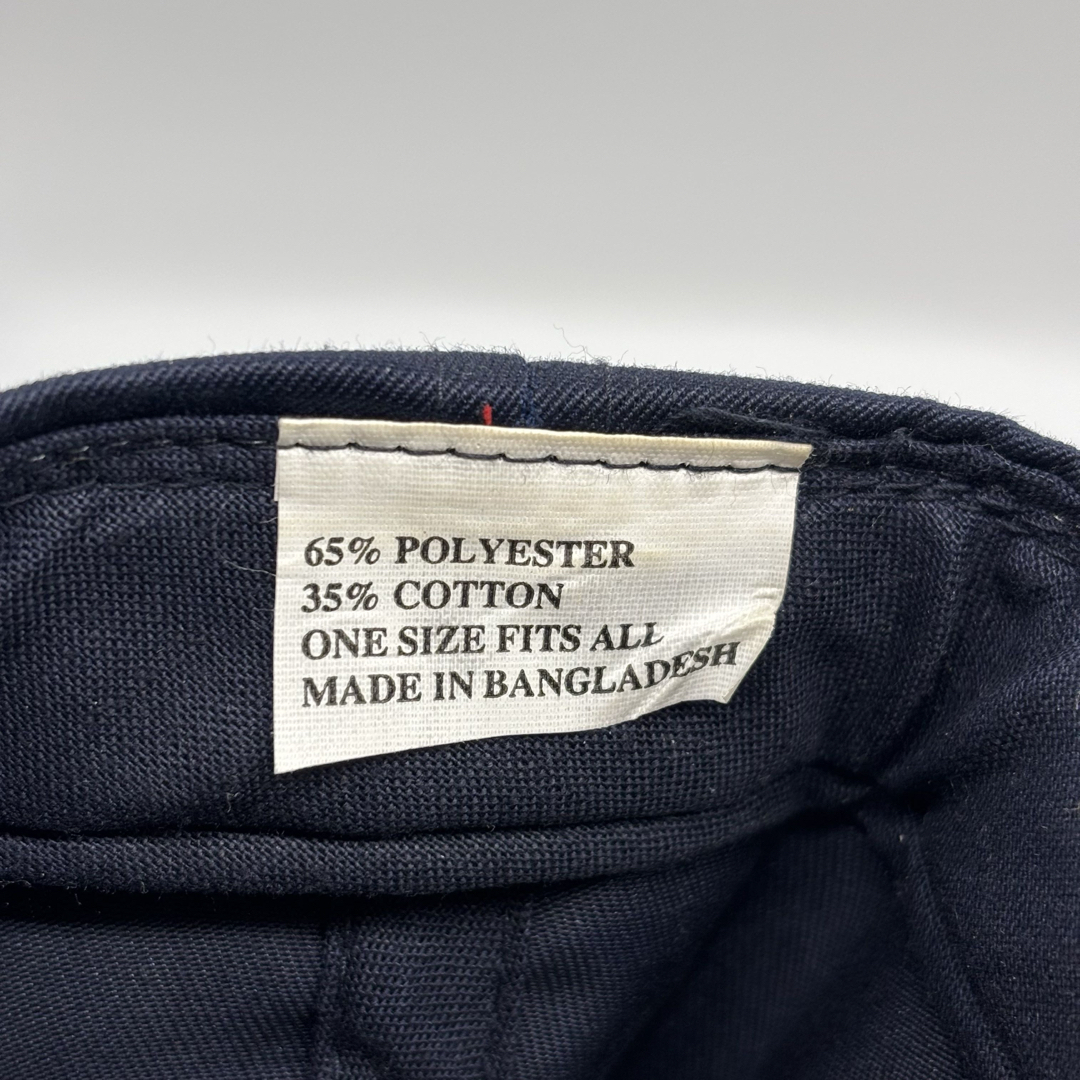 65% POLYESTER
35% COTTON
ONE SIZE FITS ALL
MADE IN BANGLADESH